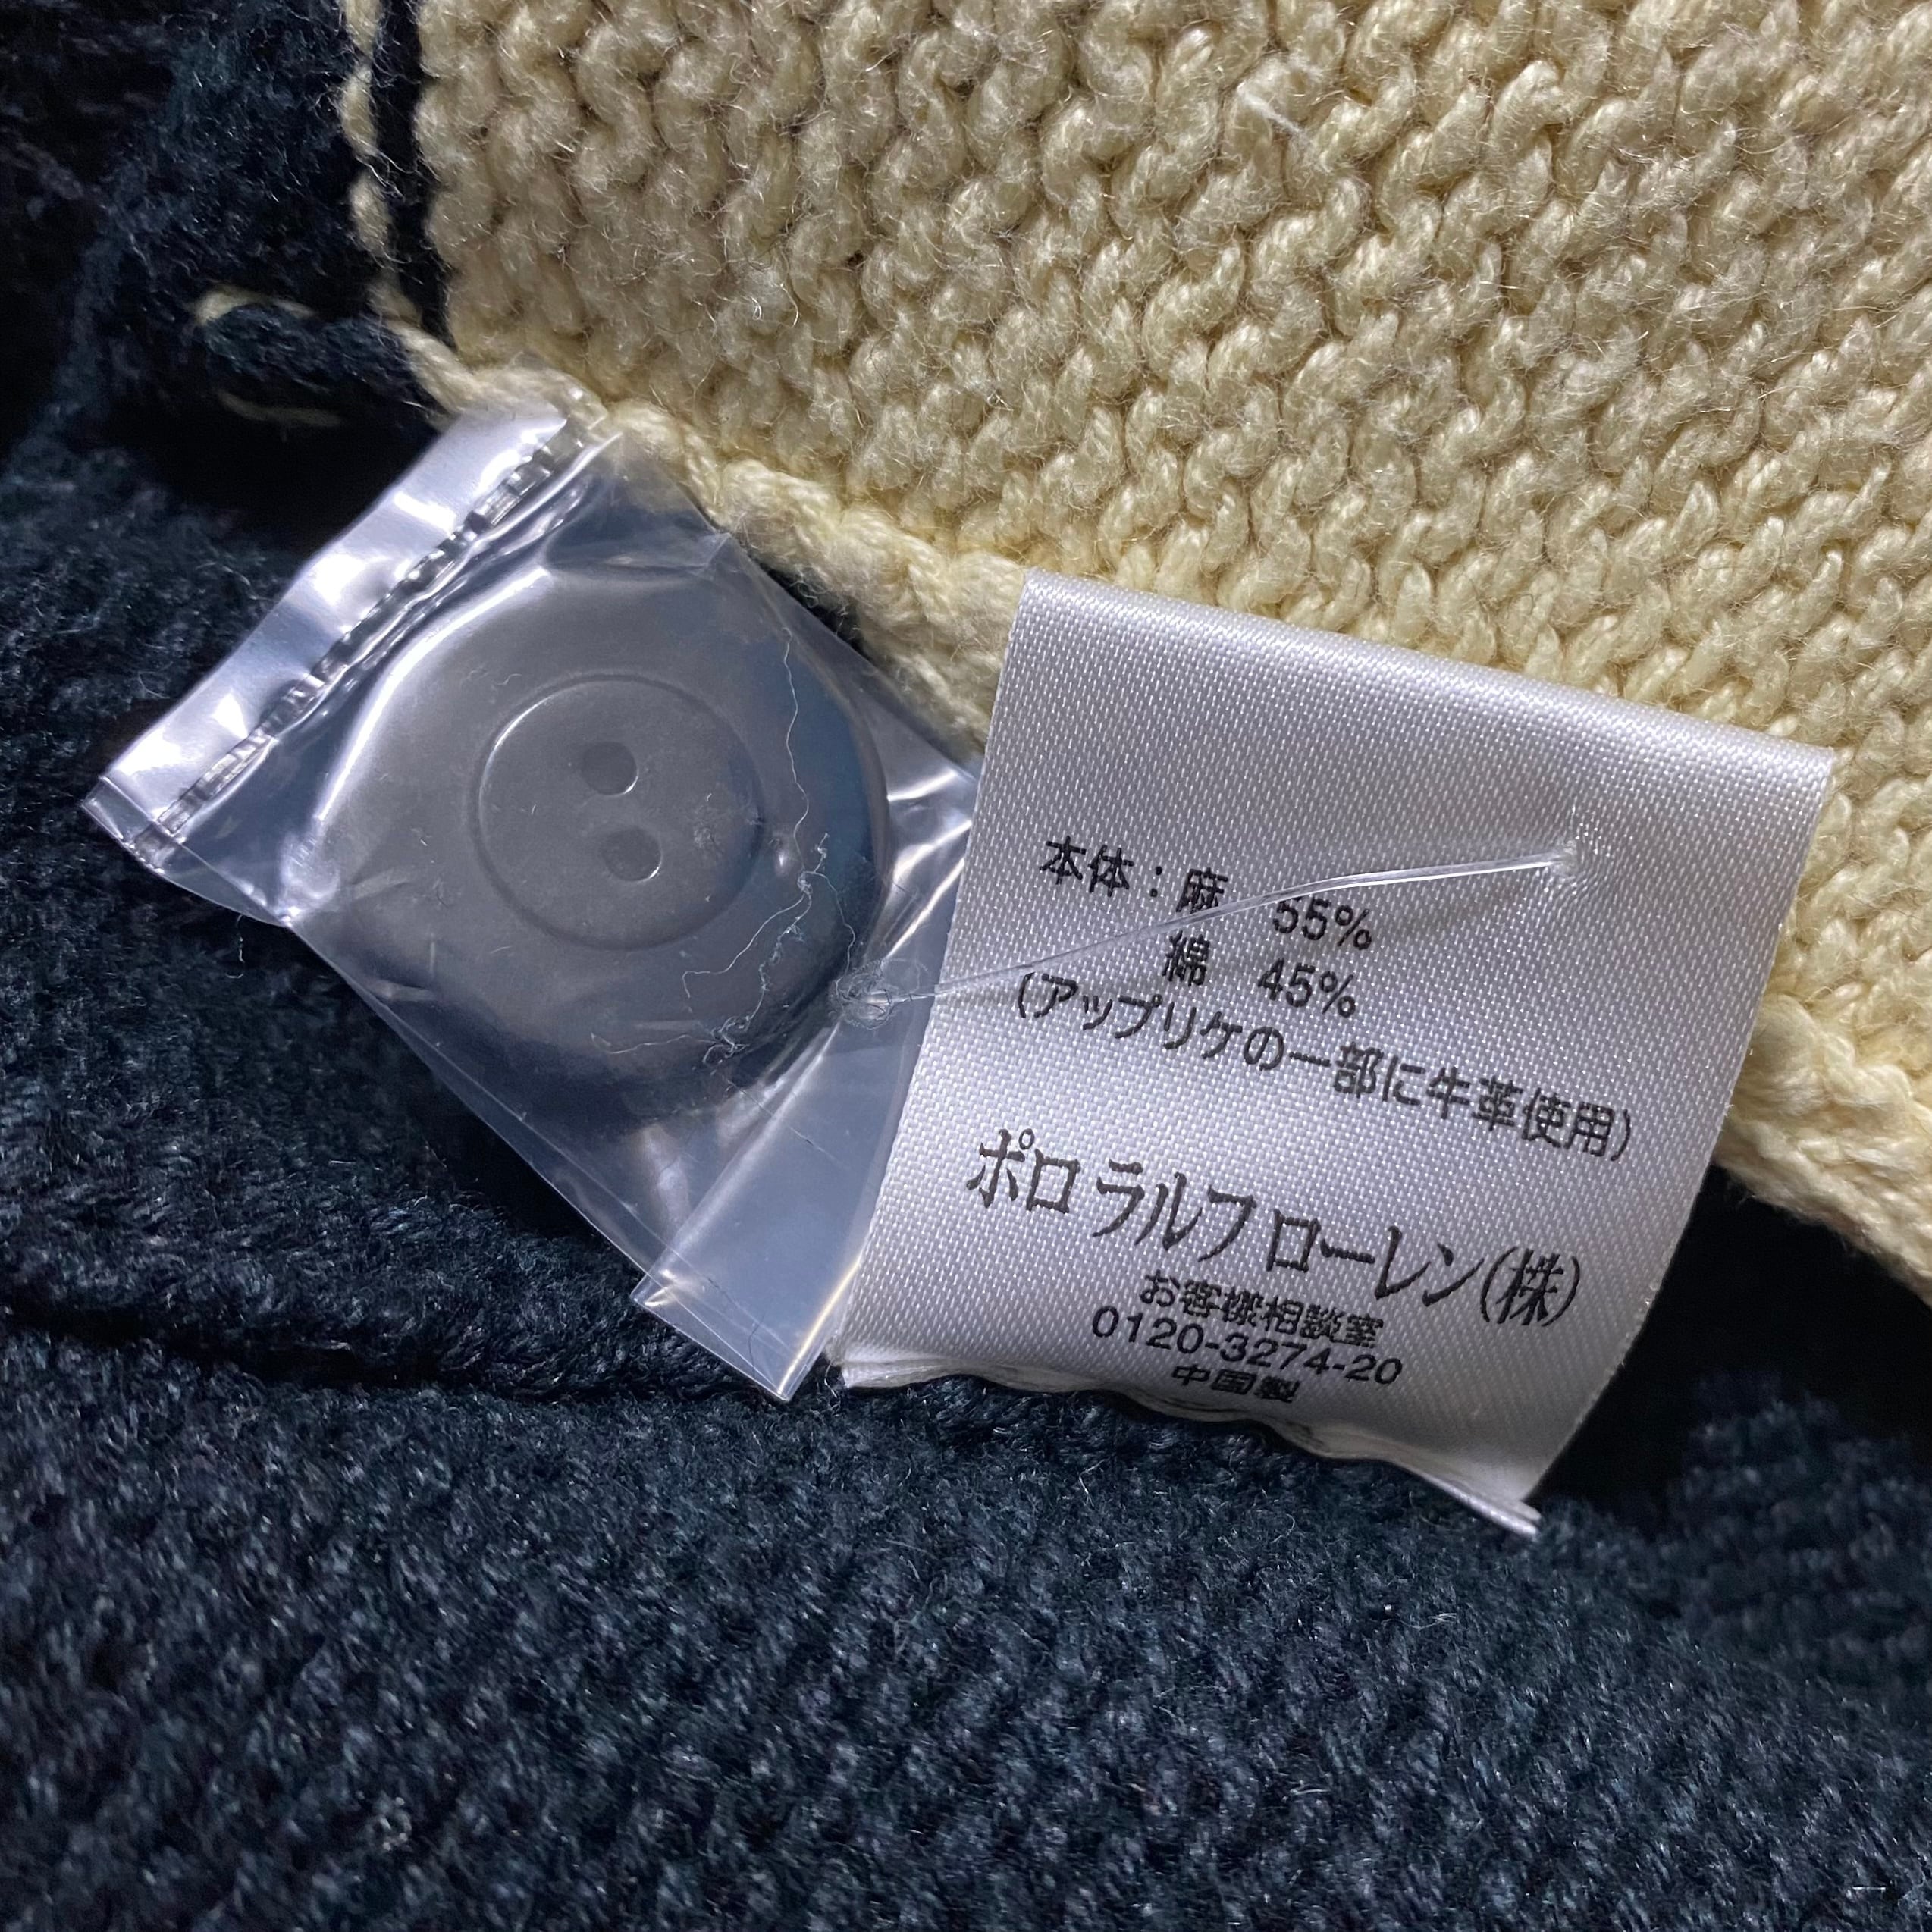 本体：麻 55%
綿 45%
（アップリケの一部に牛革使用）
ポロ ラルフ ローレン（株）
お客様相談室
0120-3274-20
中国製